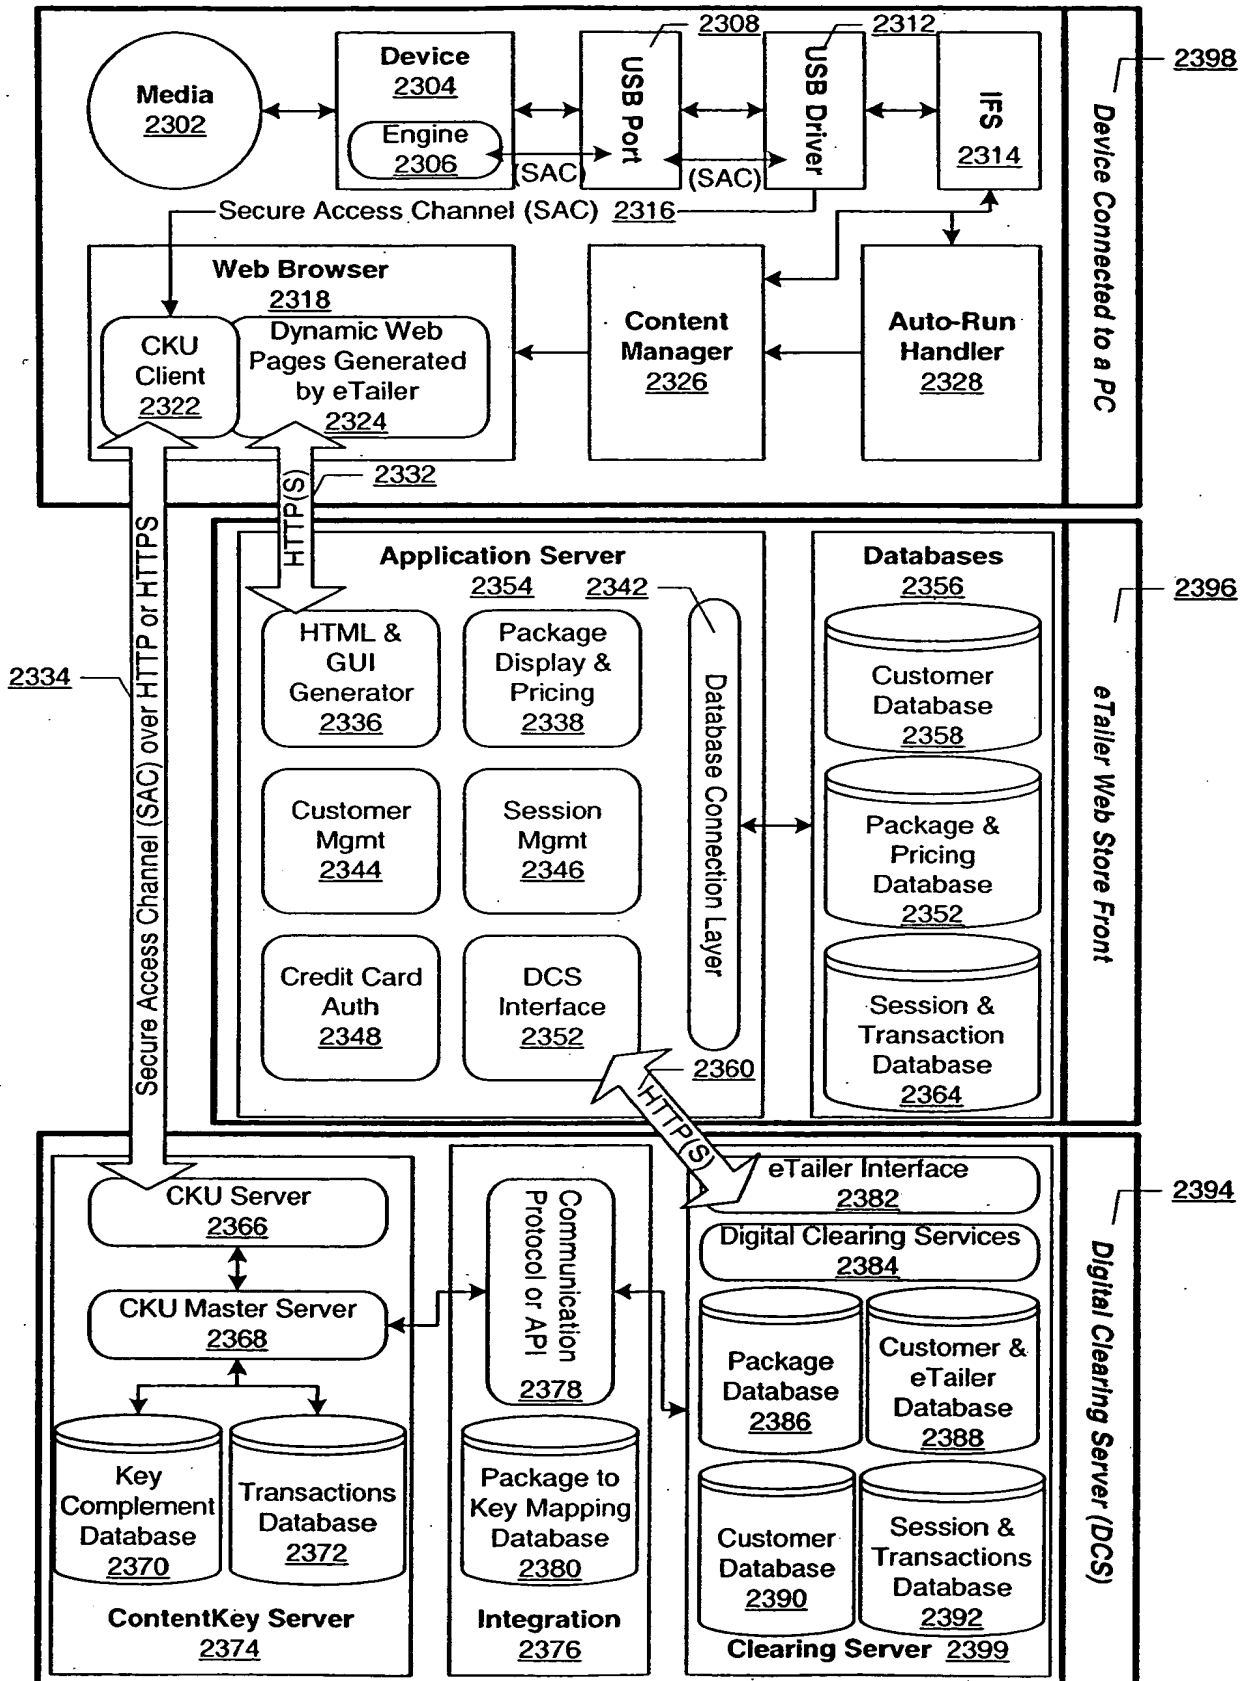 Media
2302
Device
2304
Engine
2306
(SAC)
USB Port
2308
(SAC)
USB Driver
2312
IFS
2314
2398
Device Connected to a PC
Secure Access Channel (SAC) 2316
Web Browser
2318
CKU
Client
2322
Dynamic Web
Pages Generated
by eTailer
2324
Content
Manager
2326
Auto-Run
Handler
2328
HTTP(S)
2332
Secure Access Channel (SAC) over HTTP or HTTPS
2334
Application Server
2354
2342
HTML &
GUI
Generator
2336
Package
Display &
Pricing
2338
Customer
Mgmt
2344
Session
Mgmt
2346
Credit Card
Auth
2348
DCS
Interface
2352
Database Connection Layer
Databases
2356
Customer
Database
2358
Package &
Pricing
Database
2352
Session &
Transaction
Database
2364
2396
eTailer Web Store Front
HTTP(S)
2360
CKU Server
2366
CKU Master Server
2368
Key
Complement
Database
2370
Transactions
Database
2372
ContentKey Server
2374
Communication
Protocol or API
2378
Package to
Key Mapping
Database
2380
Integration
2376
eTailer Interface
2382
Digital Clearing Services
2384
Package
Database
2386
Customer &
eTailer
Database
2388
Customer
Database
2390
Session &
Transactions
Database
2392
Clearing Server 2399
2394
Digital Clearing Server (DCS)